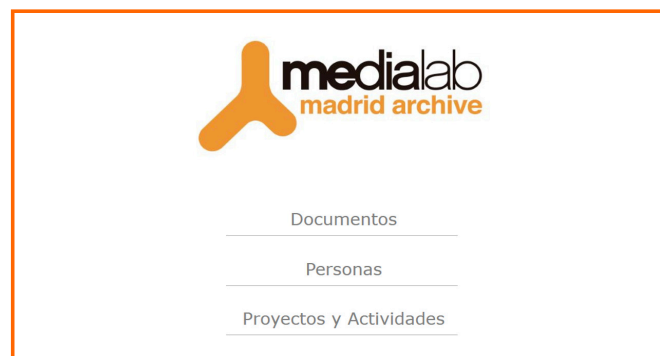 medialab
madrid archive
Documentos
Personas
Proyectos y Actividades